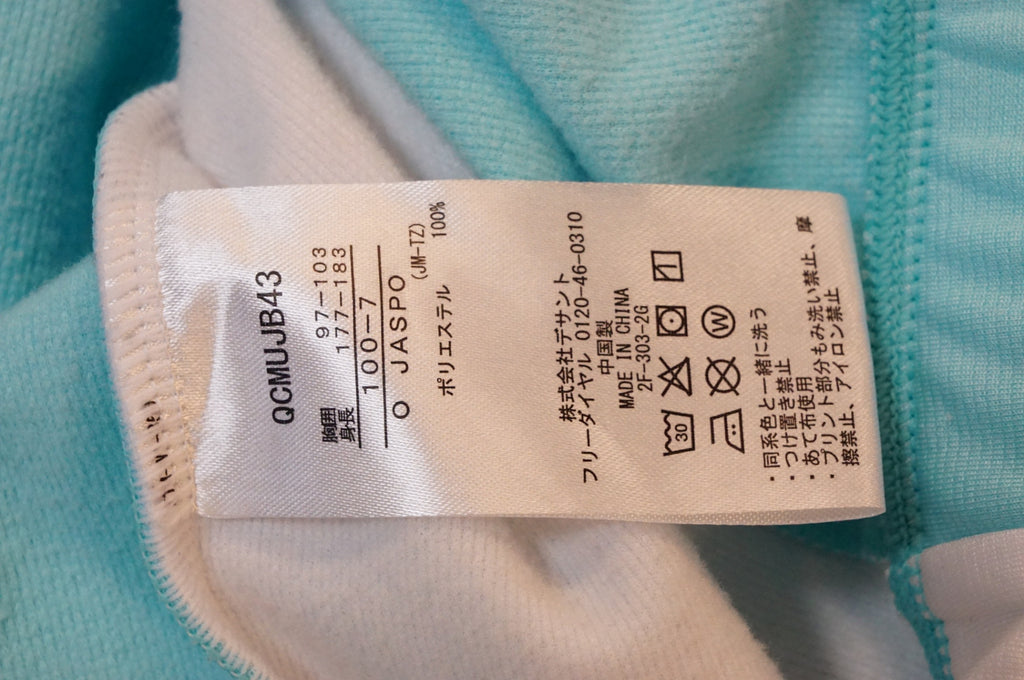 QCMUJB43
胸囲 97-103
身長 177-183
100-7
O JASPO
(JM-TZ)
ポリエステル 100%
株式会社デサント
フリーダイヤル 0120-46-0310
中国製
MADE IN CHINA
2F-303-2G
30
W
・同系色と一緒に洗う
・つけ置き禁止
・あて布使用
・プリント部分もみ洗い禁止、摩
擦禁止、アイロン禁止